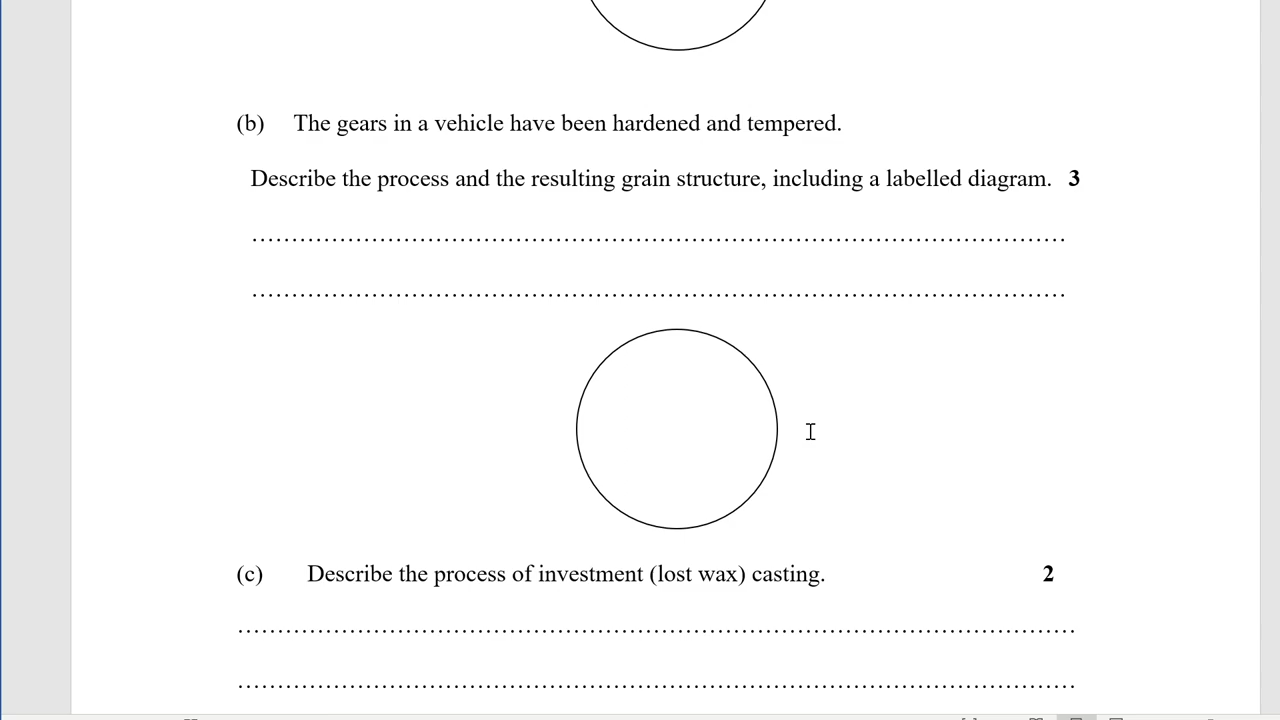 (b) The gears in a vehicle have been hardened and tempered.
Describe the process and the resulting grain structure, including a labelled diagram. 3
..........................................................................................................
..........................................................................................................
(c) Describe the process of investment (lost wax) casting. 2
..........................................................................................................
..........................................................................................................